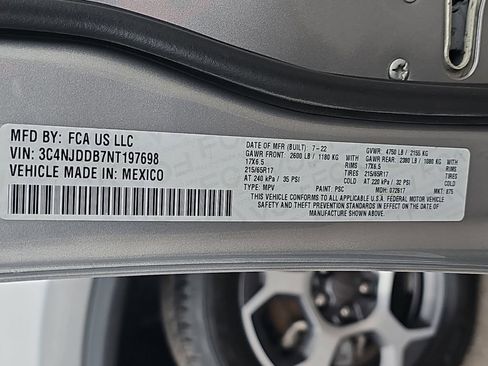 MFD BY: FCA US LLC
VIN: 3C4NJDDB7NT197698
VEHICLE MADE IN: MEXICO
DATE OF MFR (BUILT) 7-22 GVWR: 4750 LB / 2155 KG
GAWR FRONT: 2600 LB / 1180 KG WITH GAWR REAR: 2380 LB / 1080 KG WITH
17X6.5 RIMS 17X6.5 RIMS
215/65R17 TIRES 215/65R17 TIRES
AT 240 kPa / 35 PSI COLD AT 220 kPa / 32 PSI COLD
TYPE: MPV PAINT: PSC MDH: 072617 MKT: 875
THIS VEHICLE CONFORMS TO ALL APPLICABLE U.S.A. FEDERAL MOTOR VEHICLE
SAFETY AND THEFT PREVENTION STANDARDS IN EFFECT ON THE DATE OF
MANUFACTURE SHOWN ABOVE.